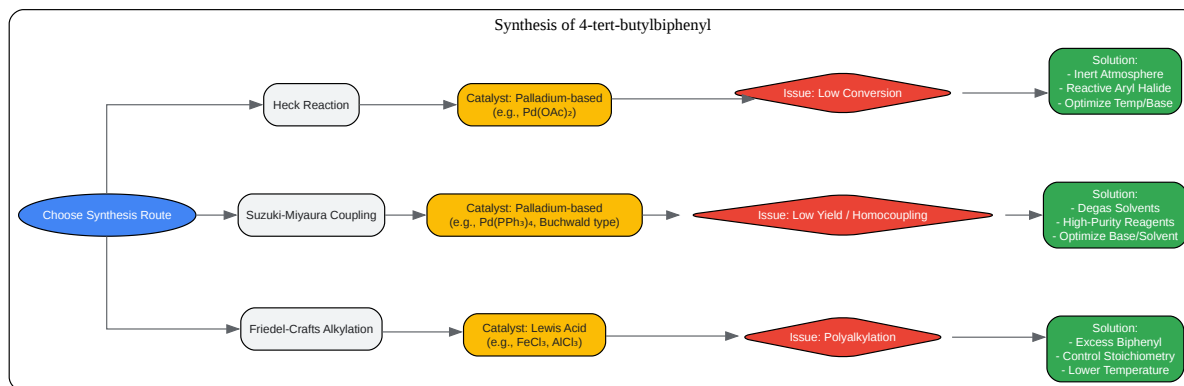 Synthesis of 4-tert-butylbiphenyl
Heck Reaction
Catalyst: Palladium-based
(e.g., Pd(OAc)₂)
Issue: Low Conversion
Solution:
- Inert Atmosphere
- Reactive Aryl Halide
- Optimize Temp/Base
Choose Synthesis Route
Suzuki-Miyaura Coupling
Catalyst: Palladium-based
(e.g., Pd(PPh₃)₄, Buchwald type)
Issue: Low Yield / Homocoupling
Solution:
- Degas Solvents
- High-Purity Reagents
- Optimize Base/Solvent
Friedel-Crafts Alkylation
Catalyst: Lewis Acid
(e.g., FeCl₃, AlCl₃)
Issue: Polyalkylation
Solution:
- Excess Biphenyl
- Control Stoichiometry
- Lower Temperature